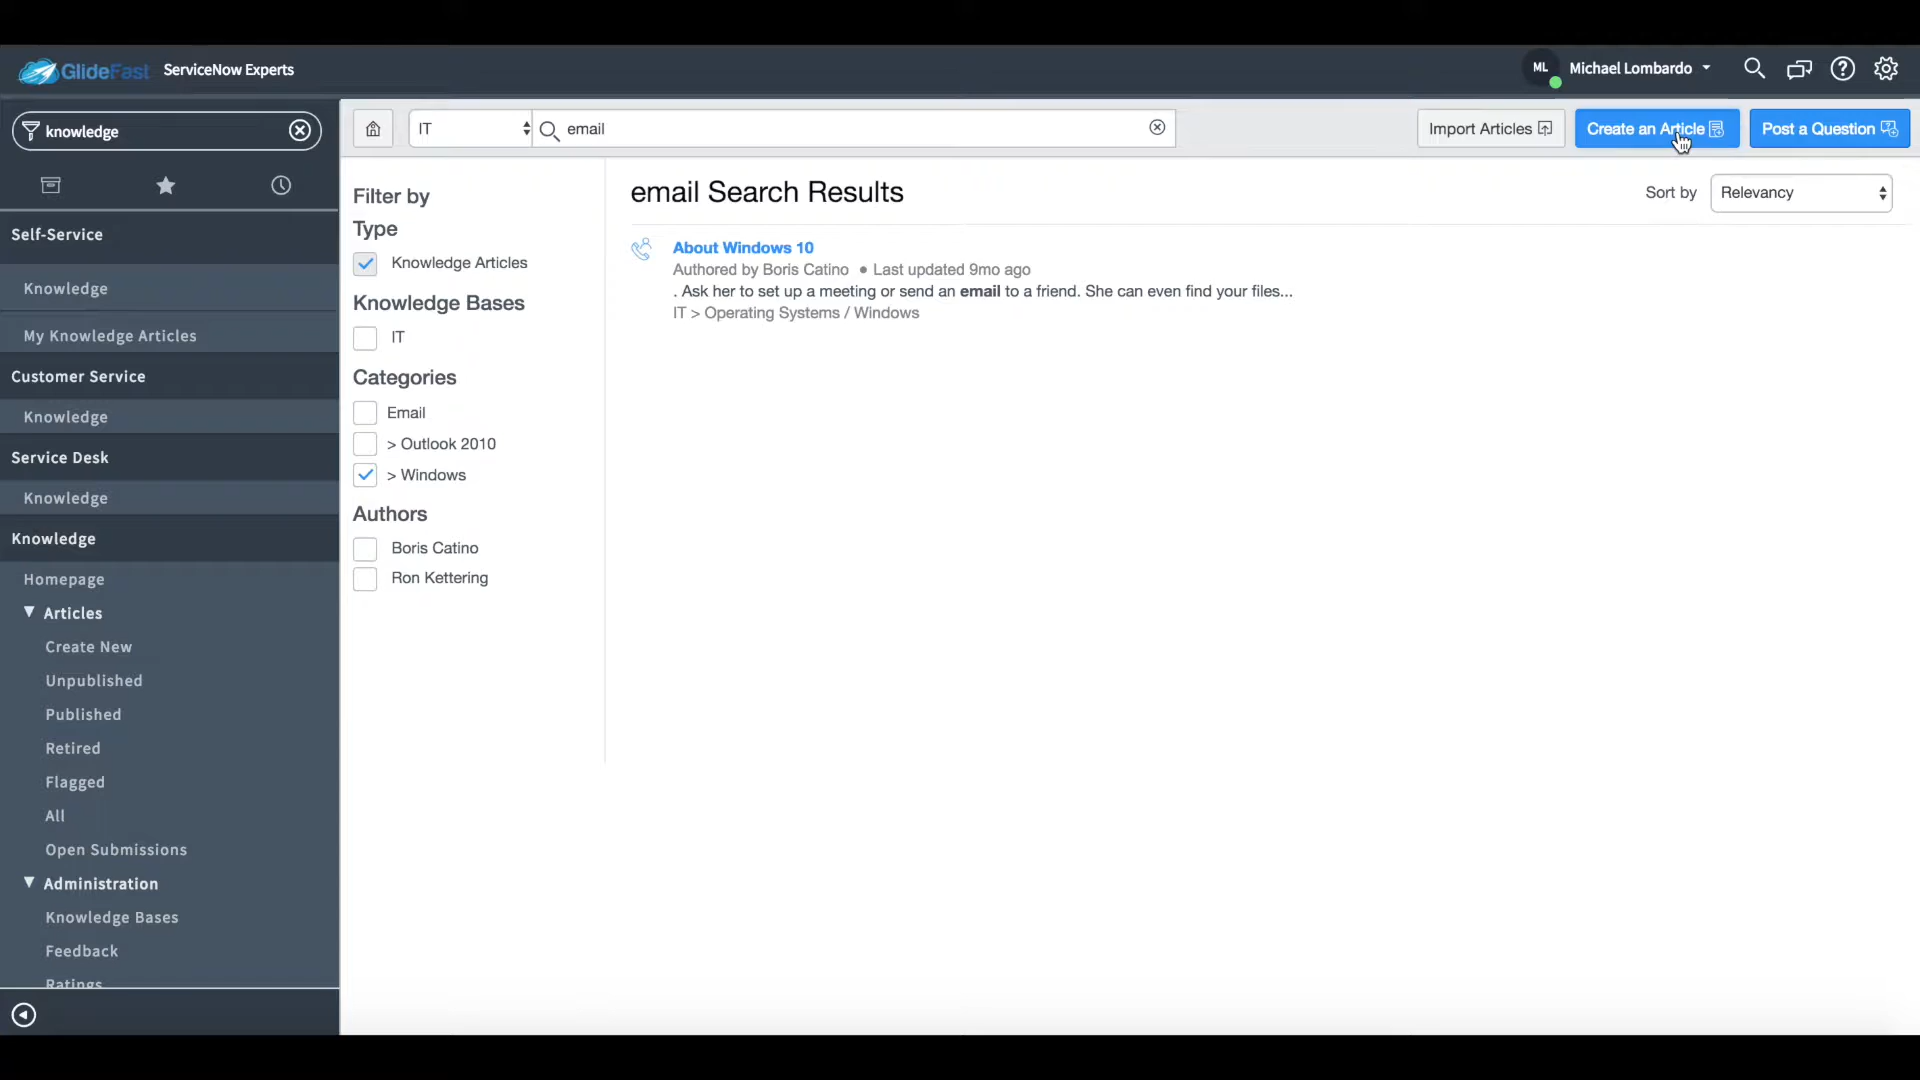 GlideFast ServiceNow Experts
ML Michael Lombardo
knowledge
IT email
Import Articles Create an Article Post a Question
Self-Service
Knowledge
My Knowledge Articles
Customer Service
Knowledge
Service Desk
Knowledge
Knowledge
Homepage
Articles
Create New
Unpublished
Published
Retired
Flagged
All
Open Submissions
Administration
Knowledge Bases
Feedback
Ratings
Filter by
Type
Knowledge Articles
Knowledge Bases
IT
Categories
Email
> Outlook 2010
> Windows
Authors
Boris Catino
Ron Kettering
email Search Results
Sort by Relevancy
About Windows 10
Authored by Boris Catino ● Last updated 9mo ago
. Ask her to set up a meeting or send an email to a friend. She can even find your files...
IT > Operating Systems / Windows